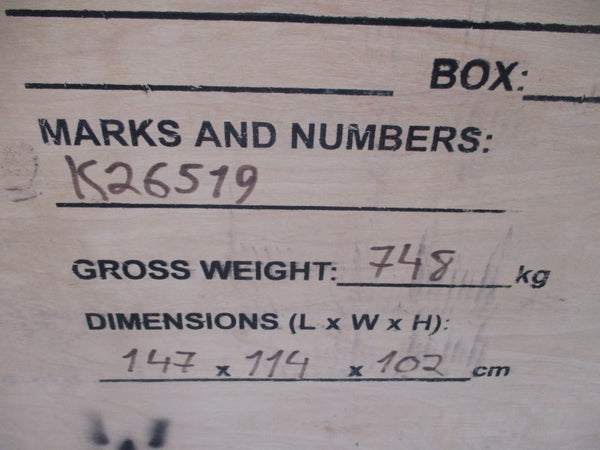 BOX:
MARKS AND NUMBERS:
K26519
GROSS WEIGHT: 748 kg
DIMENSIONS (L x W x H):
147 x 114 x 102 cm